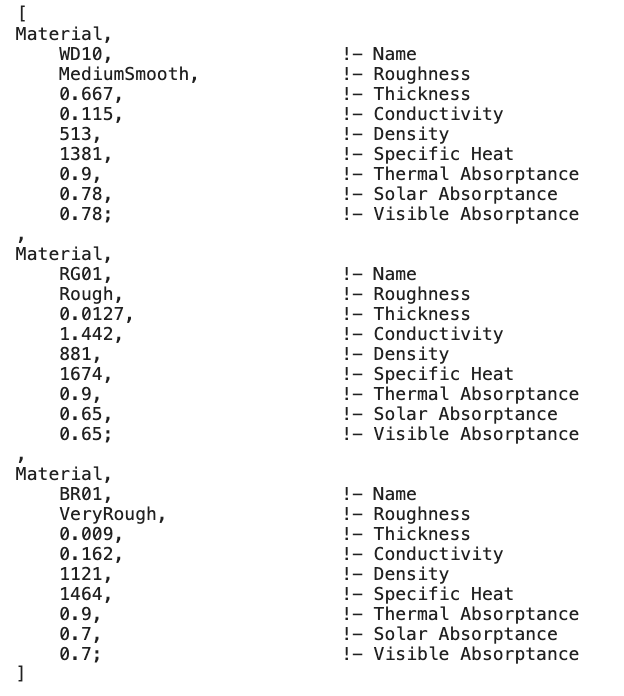 [
Material,
    WD10,                      !- Name
    MediumSmooth,              !- Roughness
    0.667,                     !- Thickness
    0.115,                     !- Conductivity
    513,                       !- Density
    1381,                      !- Specific Heat
    0.9,                       !- Thermal Absorptance
    0.78,                      !- Solar Absorptance
    0.78;                      !- Visible Absorptance
,
Material,
    RG01,                      !- Name
    Rough,                     !- Roughness
    0.0127,                    !- Thickness
    1.442,                     !- Conductivity
    881,                       !- Density
    1674,                      !- Specific Heat
    0.9,                       !- Thermal Absorptance
    0.65,                      !- Solar Absorptance
    0.65;                      !- Visible Absorptance
,
Material,
    BR01,                      !- Name
    VeryRough,                 !- Roughness
    0.009,                     !- Thickness
    0.162,                     !- Conductivity
    1121,                      !- Density
    1464,                      !- Specific Heat
    0.9,                       !- Thermal Absorptance
    0.7,                       !- Solar Absorptance
    0.7;                       !- Visible Absorptance
]